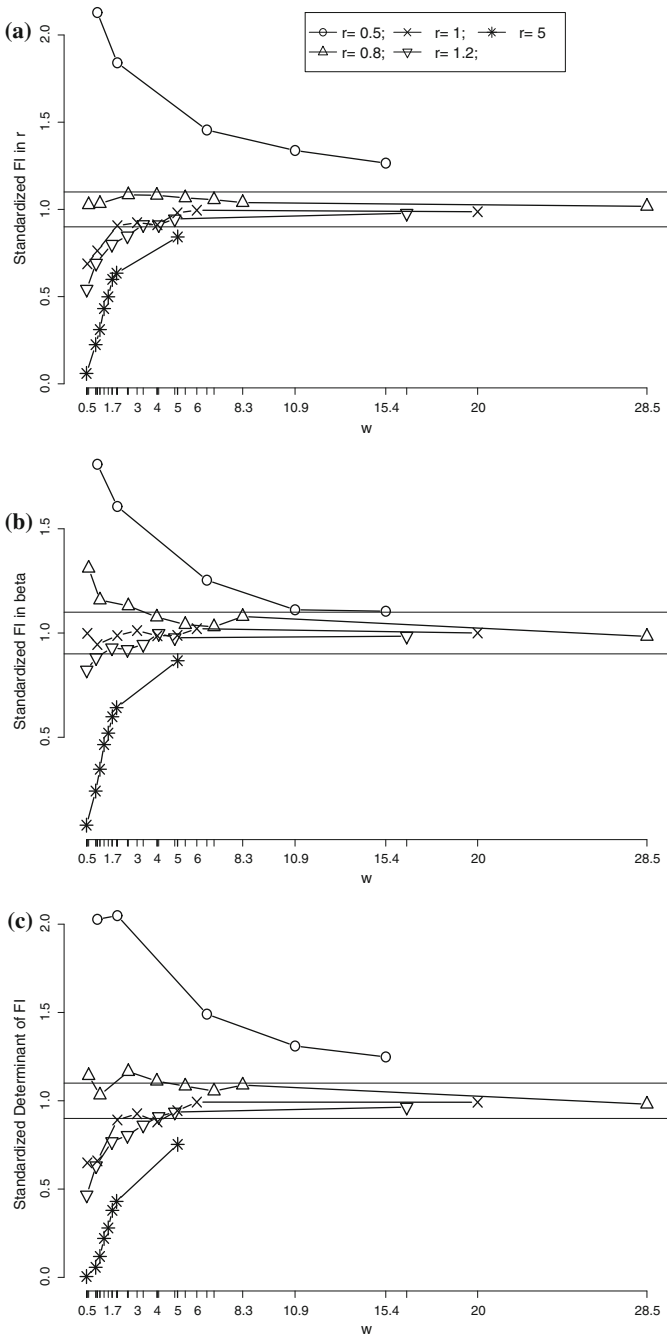 (a)
r= 0.5; r= 1; r= 5
r= 0.8; r= 1.2;
Standardized FI in r
2.0
1.5
1.0
0.5
0.0
0.5 1.7 3 4 5 6 8.3 10.9 15.4 20 28.5
w
(b)
Standardized FI in beta
1.5
1.0
0.5
0.5 1.7 3 4 5 6 8.3 10.9 15.4 20 28.5
w
(c)
Standardized Determinant of FI
2.0
1.5
1.0
0.5
0.0
0.5 1.7 3 4 5 6 8.3 10.9 15.4 20 28.5
w